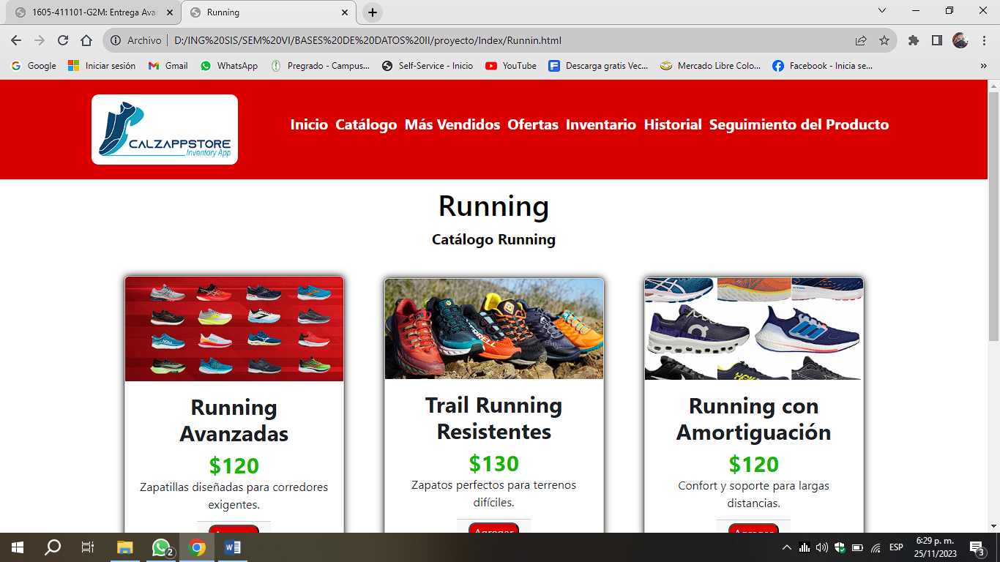 1605-411101-G2M: Entrega Ava
Running
Archivo
D:/ING%20SIS/SEM%20VI/BASES%20DE%20DATOS%20II/proyecto/Index/Runnin.html
Google
Iniciar sesión
Gmail
WhatsApp
Pregrado - Campus...
Self-Service - Inicio
YouTube
Descarga gratis Vec...
Mercado Libre Colo...
Facebook - Inicia se...
»
CALZAPPSTORE
Inventory App
Inicio Catálogo Más Vendidos Ofertas Inventario Historial Seguimiento del Producto
Running
Catálogo Running
Running
Avanzadas
$120
Zapatillas diseñadas para corredores
exigentes.
Trail Running
Resistentes
$130
Zapatos perfectos para terrenos
difíciles.
Agregar
Running con
Amortiguación
$120
Confort y soporte para largas
distancias.
2
ESP
6:29 p. m.
25/11/2023
3